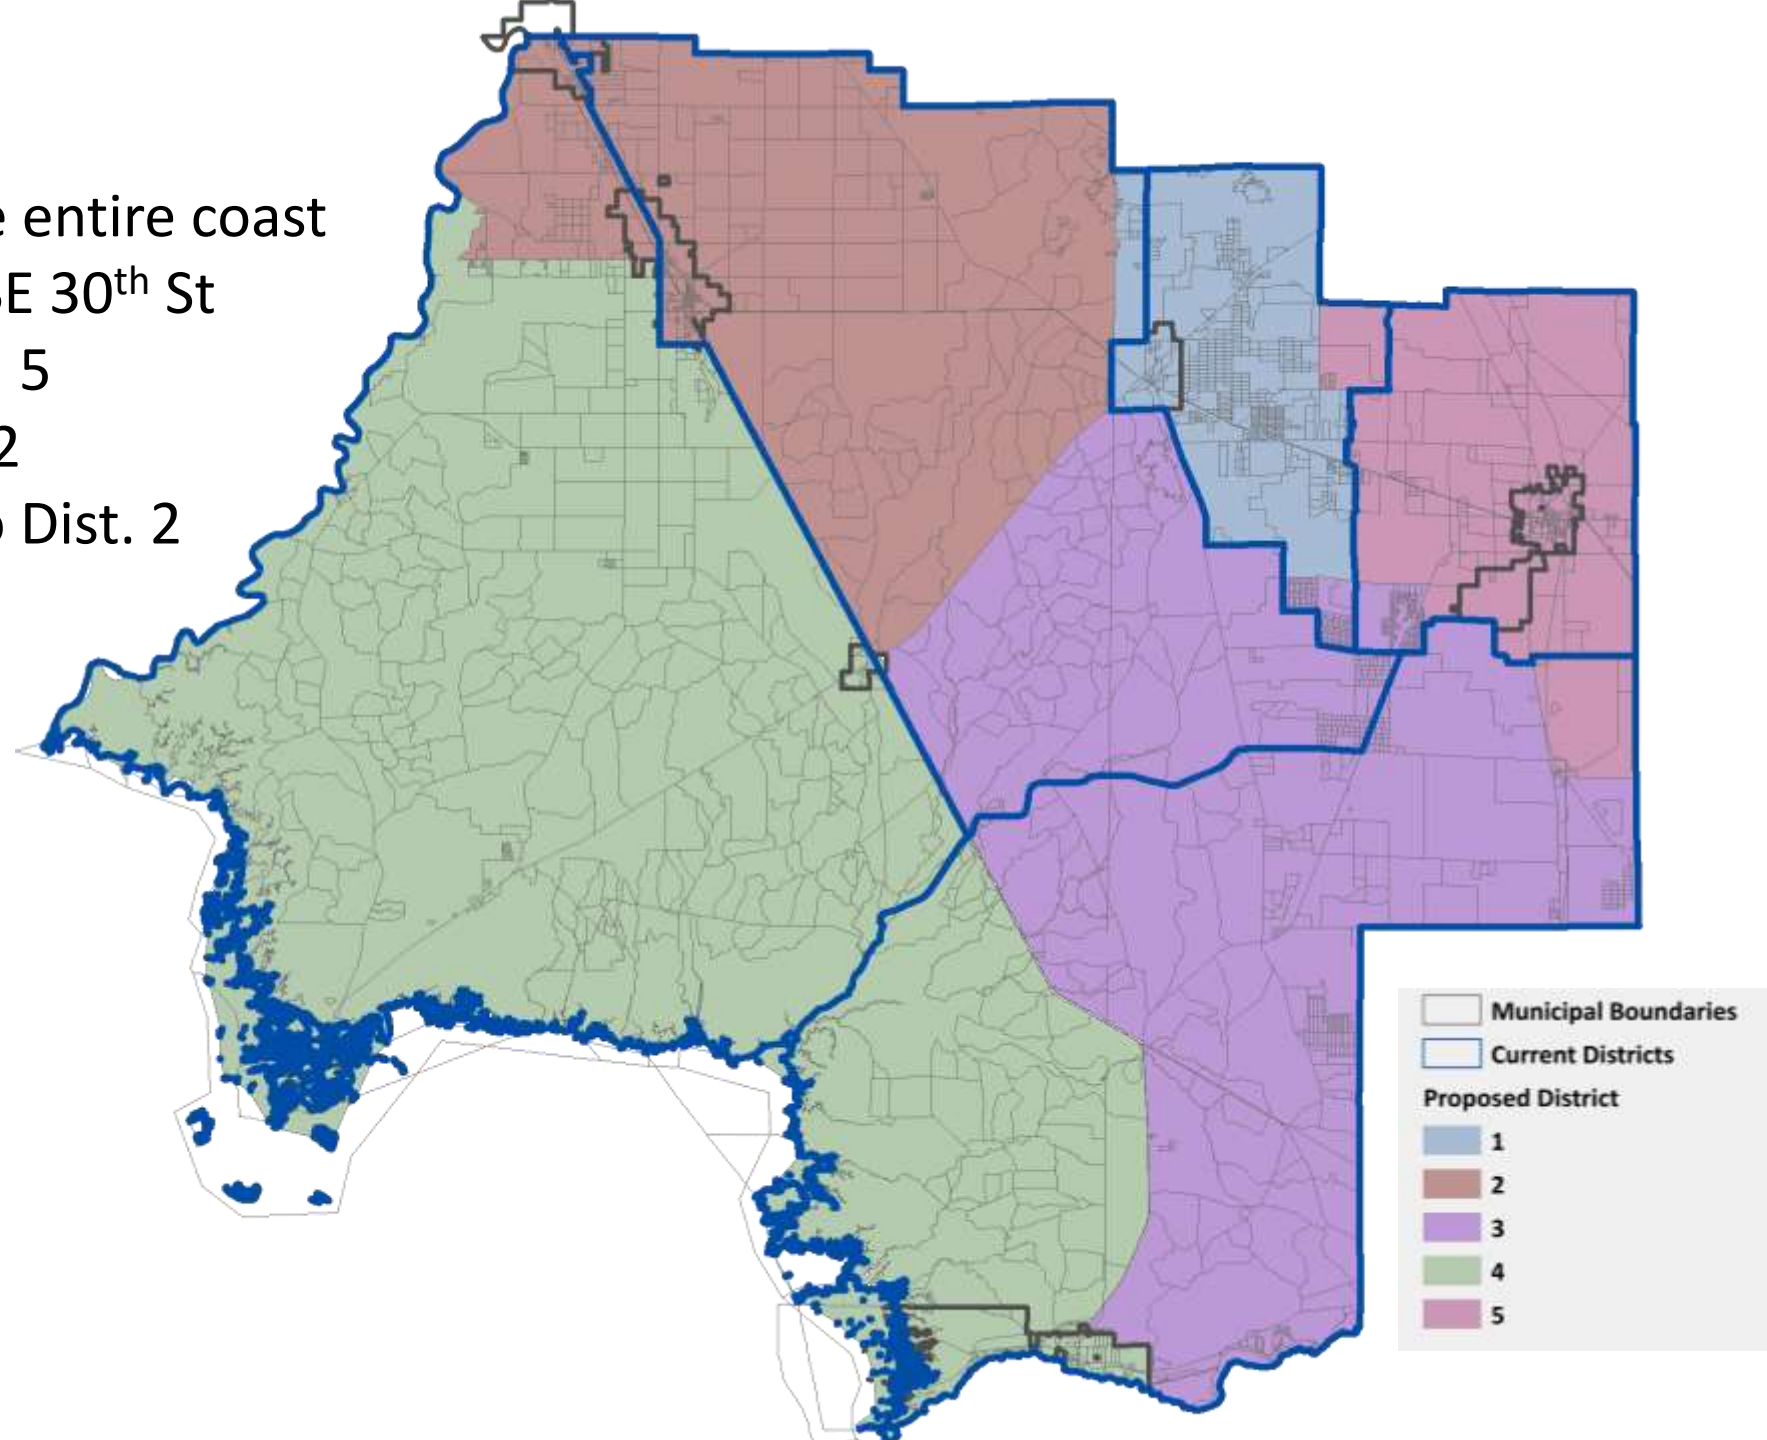 entire coast
E 30th St
5
2
Dist. 2
Municipal Boundaries
Current Districts
Proposed District
1
2
3
4
5